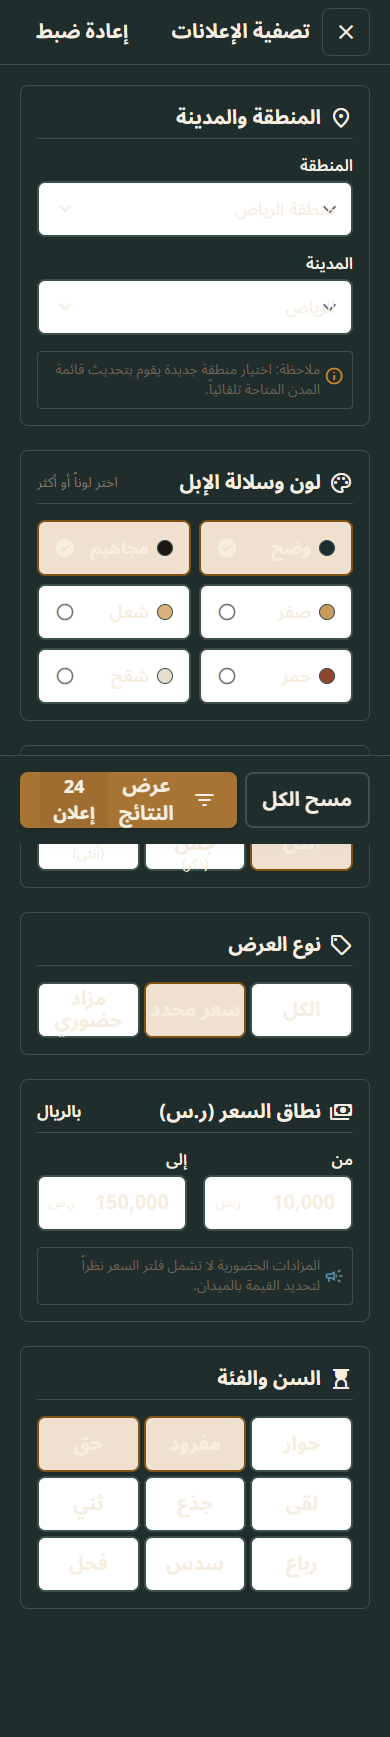 تصفية الإعلانات
إعادة ضبط
المنطقة والمدينة
المنطقة
منطقة الرياض
المدينة
الرياض
ملاحظة: اختيار منطقة جديدة يقوم بتحديث قائمة
المدن المتاحة تلقائياً.
لون وسلالة الإبل
اختر لوناً أو أكثر
وضح
مجاهيم
صفر
شعل
حمر
شقح
مسح الكل
عرض
النتائج
24
إعلان
الكل
جمل
(ذكر)
(أنثى)
نوع العرض
الكل
سعر محدد
مزاد
حضوري
نطاق السعر (ر.س)
بالريال
من
إلى
10,000
ر.س
150,000
ر.س
المزادات الحضورية لا تشمل فلتر السعر نظراً
لتحديد القيمة بالميدان.
السن والفئة
حوار
مفرود
حق
لقى
جذع
ثني
رباع
سدس
فحل